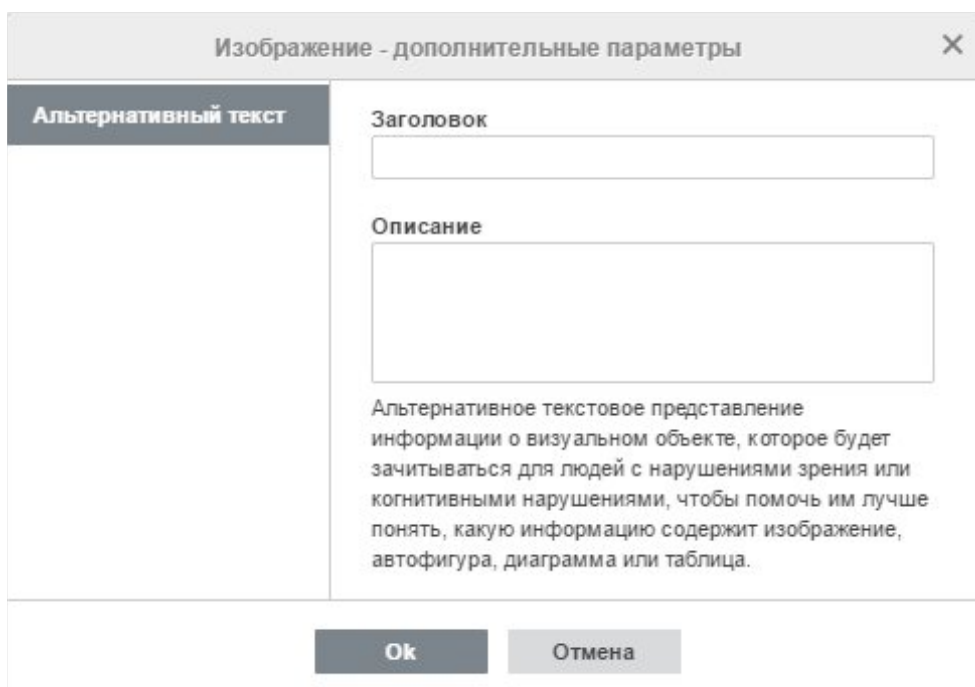 Изображение - дополнительные параметры
Альтернативный текст
Заголовок
Описание
Альтернативное текстовое представление
информации о визуальном объекте, которое будет
зачитываться для людей с нарушениями зрения или
когнитивными нарушениями, чтобы помочь им лучше
понять, какую информацию содержит изображение,
автофигура, диаграмма или таблица.
Ok Отмена